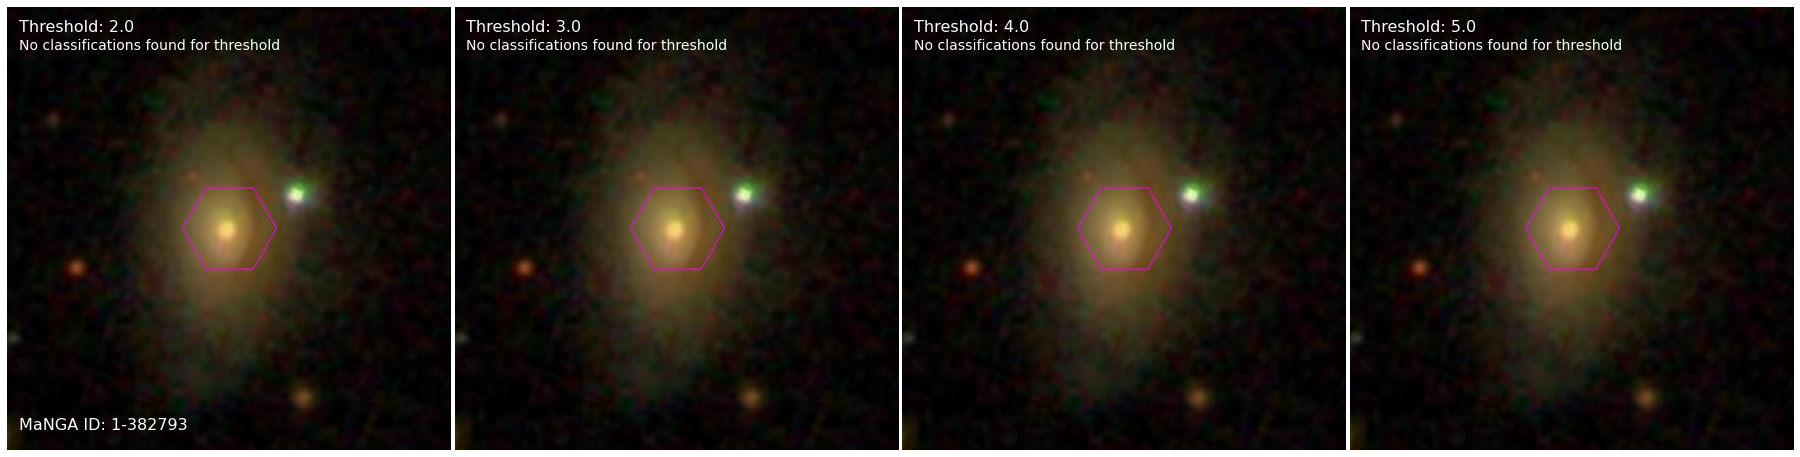 Threshold: 2.0
No classifications found for threshold
MaNGA ID: 1-382793
Threshold: 3.0
No classifications found for threshold
Threshold: 4.0
No classifications found for threshold
Threshold: 5.0
No classifications found for threshold